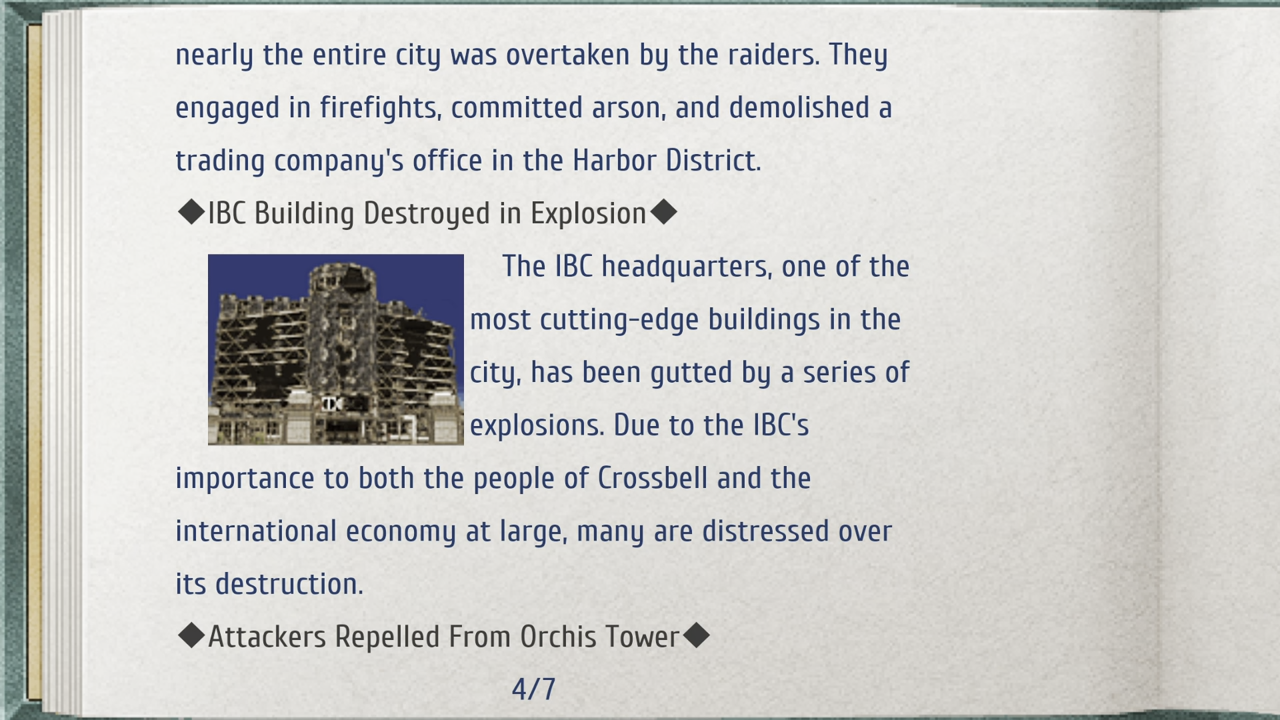 nearly the entire city was overtaken by the raiders. They
engaged in firefights, committed arson, and demolished a
trading company's office in the Harbor District.
◆IBC Building Destroyed in Explosion◆
The IBC headquarters, one of the
most cutting-edge buildings in the
city, has been gutted by a series of
explosions. Due to the IBC's
importance to both the people of Crossbell and the
international economy at large, many are distressed over
its destruction.
◆Attackers Repelled From Orchis Tower◆
4/7